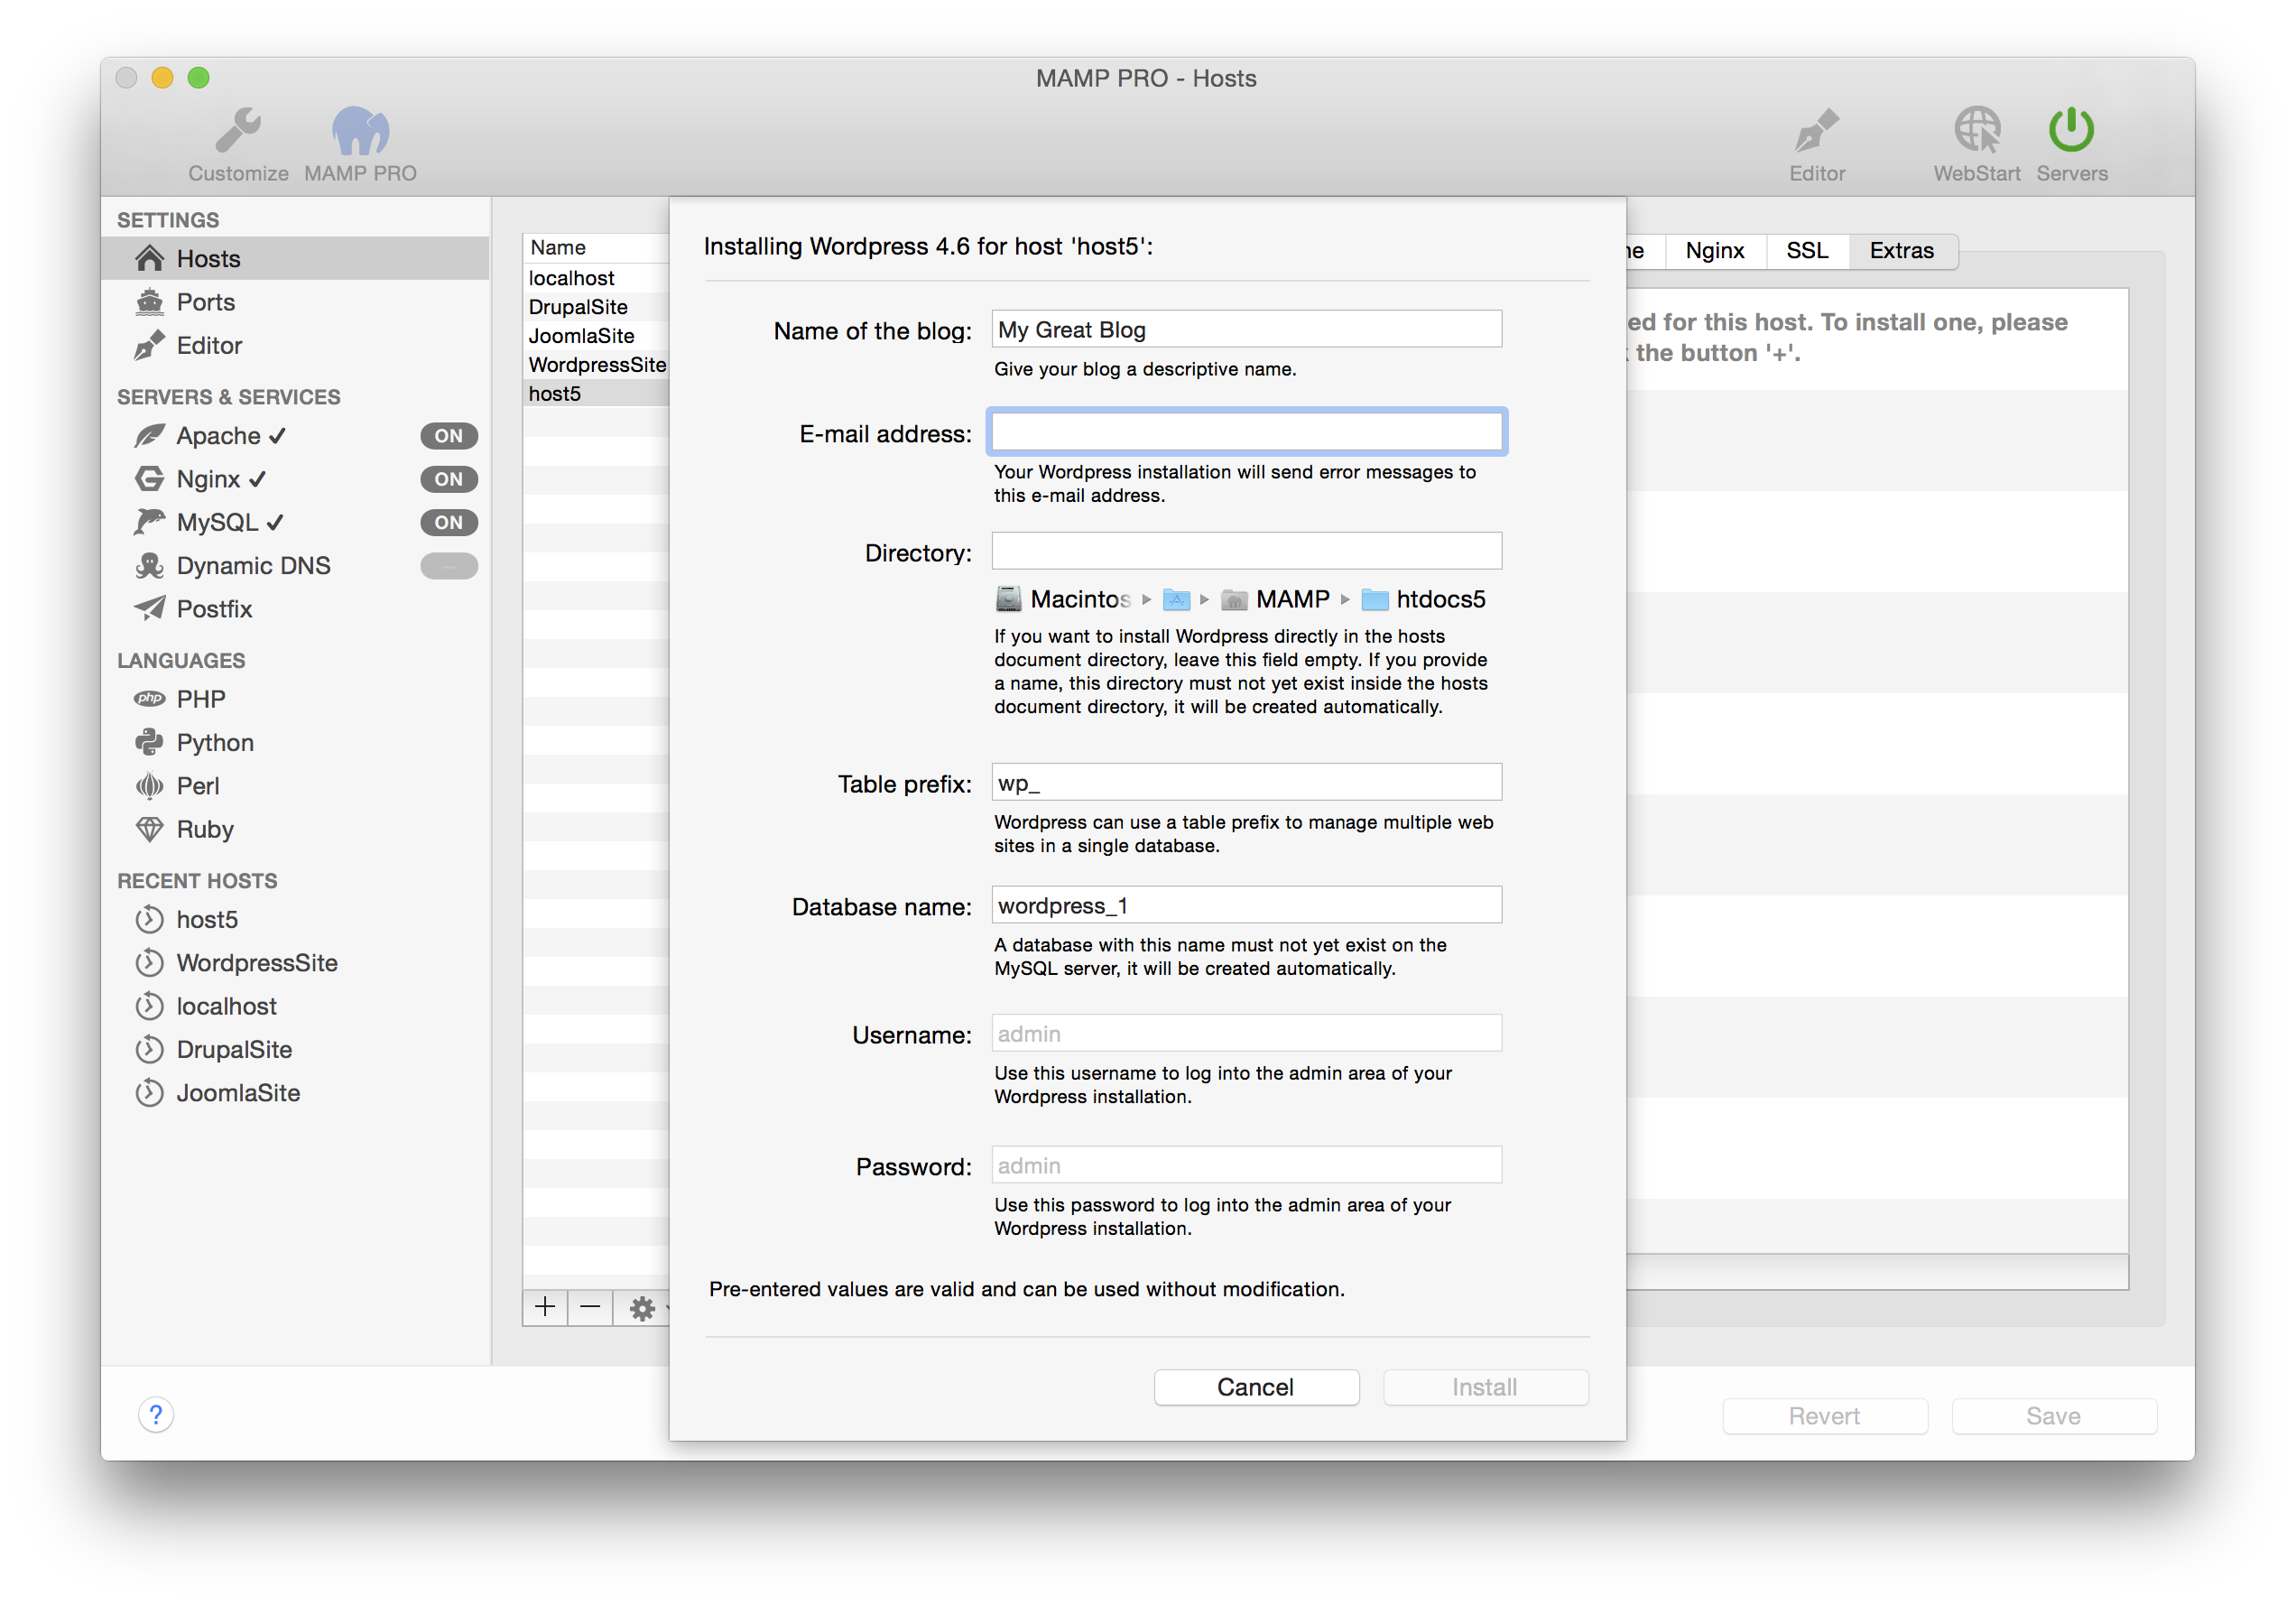 MAMP PRO - Hosts
Customize
MAMP PRO
Editor
WebStart
Servers
SETTINGS
Hosts
Ports
Editor
SERVERS & SERVICES
Apache ✓ ON
Nginx ✓ ON
MySQL ✓ ON
Dynamic DNS
Postfix
LANGUAGES
php PHP
Python
Perl
Ruby
RECENT HOSTS
host5
WordpressSite
localhost
DrupalSite
JoomlaSite
Name
localhost
DrupalSite
JoomlaSite
WordpressSite
host5
Installing Wordpress 4.6 for host 'host5':
Name of the blog: My Great Blog
Give your blog a descriptive name.
E-mail address:
Your Wordpress installation will send error messages to
this e-mail address.
Directory:
Macintos ▸ ▸ MAMP ▸ htdocs5
If you want to install Wordpress directly in the hosts
document directory, leave this field empty. If you provide
a name, this directory must not yet exist inside the hosts
document directory, it will be created automatically.
Table prefix: wp_
Wordpress can use a table prefix to manage multiple web
sites in a single database.
Database name: wordpress_1
A database with this name must not yet exist on the
MySQL server, it will be created automatically.
Username: admin
Use this username to log into the admin area of your
Wordpress installation.
Password: admin
Use this password to log into the admin area of your
Wordpress installation.
Pre-entered values are valid and can be used without modification.
Cancel
Install
Nginx
SSL
Extras
ed for this host. To install one, please
the button '+'.
?
Revert
Save